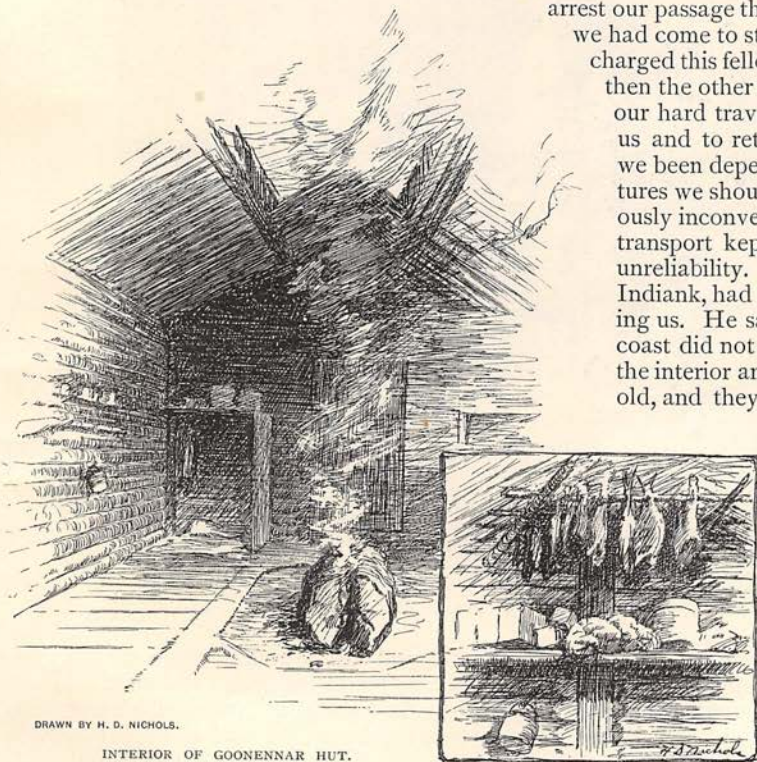 arrest our passage th
we had come to st
charged this fell
then the other
our hard trav
us and to ret
we been depe
tures we shou
ously inconve
transport kep
unreliability.
Indiank, had
ing us. He sa
coast did not
the interior ar
old, and they
DRAWN BY H. D. NICHOLS.
INTERIOR OF GOONENNAR HUT.
H D Nichols